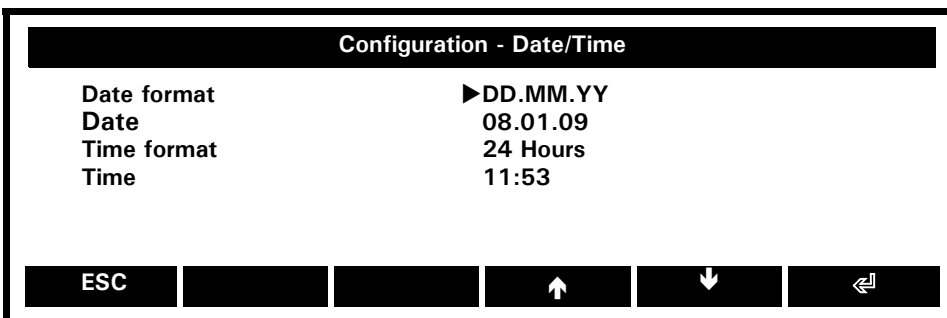 Configuration - Date/Time
Date format ▶DD.MM.YY
Date 08.01.09
Time format 24 Hours
Time 11:53
ESC ↑ ↓ ↵